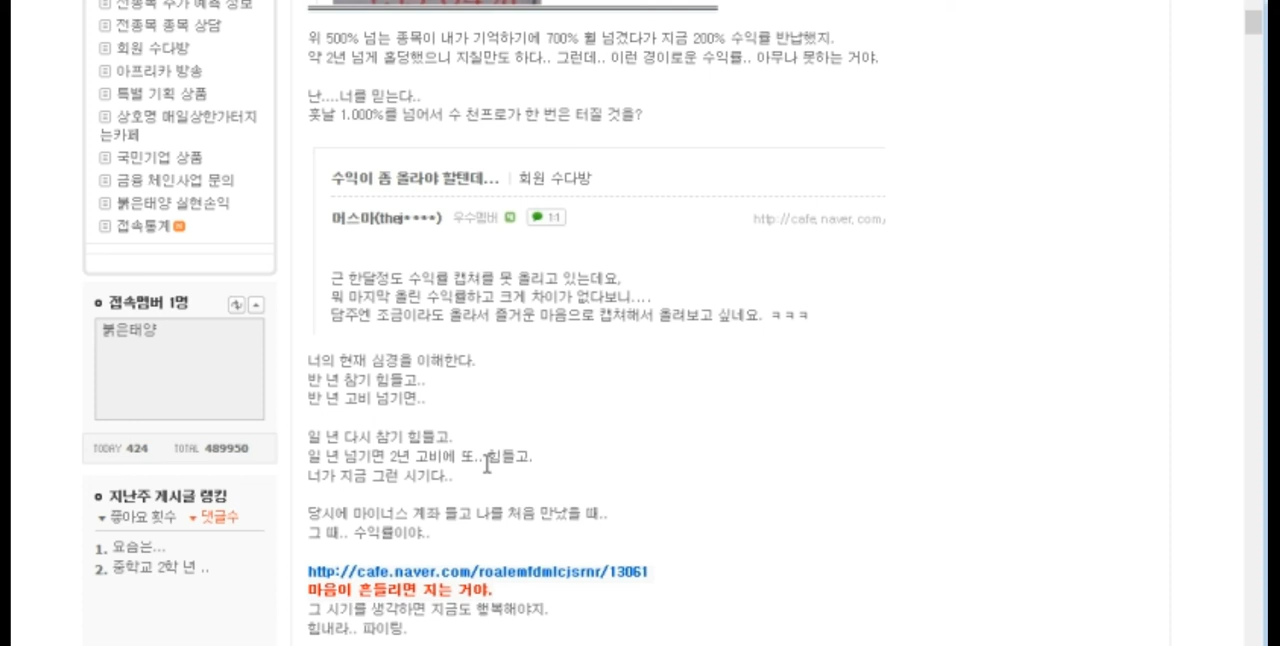 전종목 주가 예측 정보
전종목 종목 상담
회원 수다방
아프리카 방송
특별 기획 상품
상호명 매일상한가터지
는카페
국민기업 상품
금융 체인사업 문의
붉은태양 실현손익
접속통계
접속멤버 1명
붉은태양
TODAY 424 TOTAL 489950
지난주 게시글 랭킹
좋아요 횟수 댓글수
1. 요즘은...
2. 중학교 2학 년 ..
위 500% 넘는 종목이 내가 기억하기에 700% 훨 넘겼다가 지금 200% 수익률 반납했지.
약 2년 넘게 홀딩했으니 지칠만도 하다.. 그런데.. 이런 경이로운 수익률.. 아무나 못하는 거야.
난....너를 믿는다..
훗날 1.000%를 넘어서 수 천프로가 한 번은 터질 것을?
수익이 좀 올라야 할텐데... 회원 수다방
머스마(thej****) 우수멤버 1:1
http://cafe.naver.com/
근 한달정도 수익률 캡쳐를 못 올리고 있는데요,
뭐 마지막 올린 수익률하고 크게 차이가 없다보니....
담주엔 조금이라도 올라서 즐거운 마음으로 캡쳐해서 올려보고 싶네요. ㅋㅋㅋ
너의 현재 심경을 이해한다.
반 년 참기 힘들고..
반 년 고비 넘기면..
일 년 다시 참기 힘들고.
일 년 넘기면 2년 고비에 또.. 힘들고.
너가 지금 그런 시기다..
당시에 마이너스 계좌 들고 나를 처음 만났을 때..
그 때.. 수익률이야..
http://cafe.naver.com/roalemfdmlcjsrnr/13061
마음이 흔들리면 지는 거야.
그 시기를 생각하면 지금도 행복해야지.
힘내라.. 파이팅.